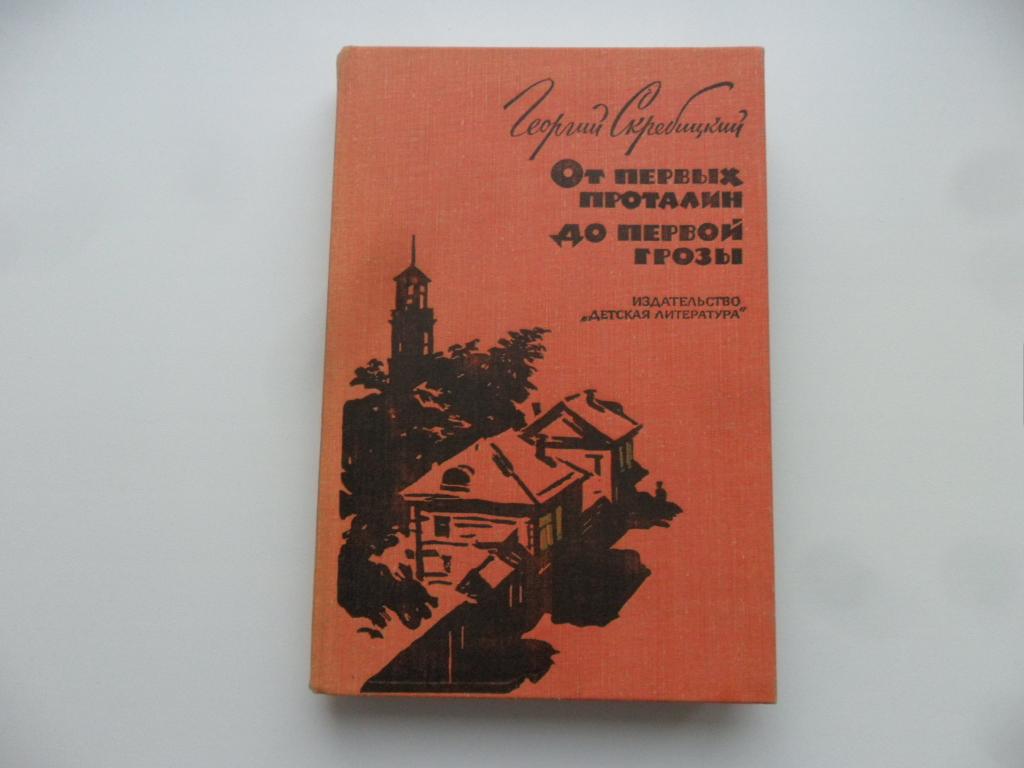 Георгий Скребицкий
От первых
проталин
до первой
грозы
Издательство
„Детская литература"